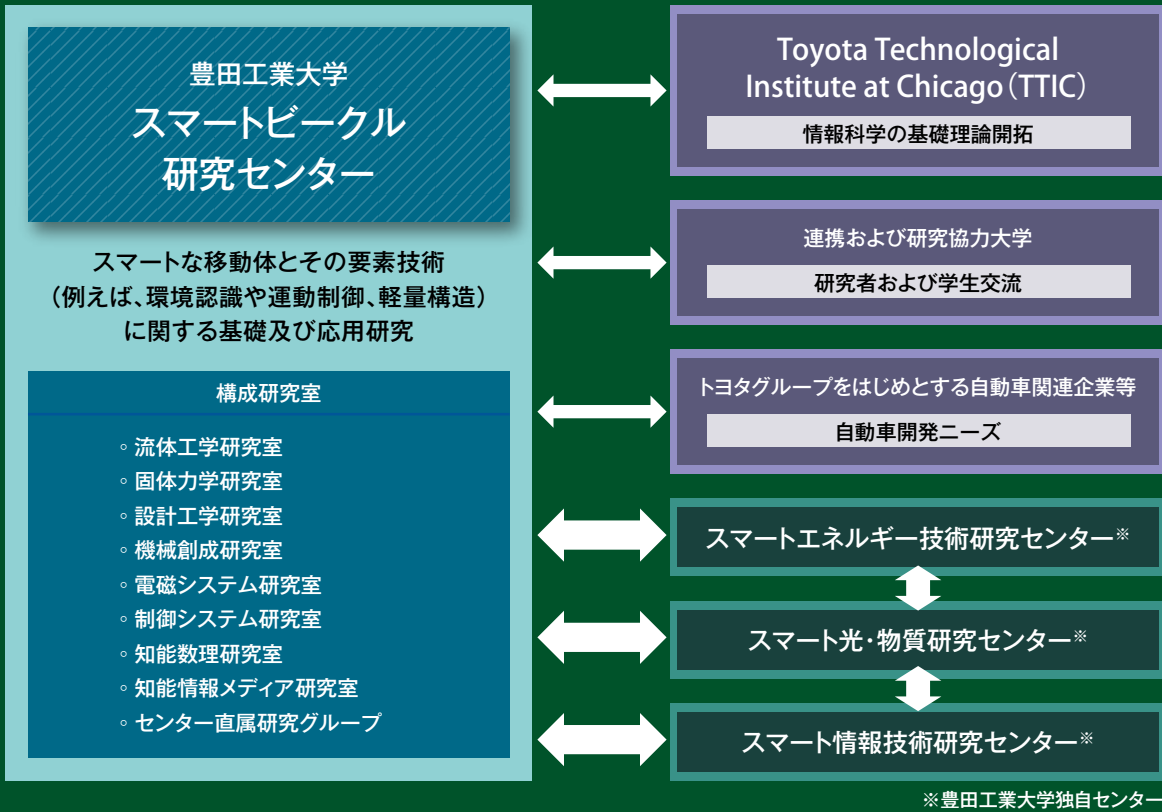 豊田工業大学
スマートビークル
研究センター
スマートな移動体とその要素技術
(例えば、環境認識や運動制御、軽量構造)
に関する基礎及び応用研究
構成研究室
◦ 流体工学研究室
◦ 固体力学研究室
◦ 設計工学研究室
◦ 機械創成研究室
◦ 電磁システム研究室
◦ 制御システム研究室
◦ 知能数理研究室
◦ 知能情報メディア研究室
◦ センター直属研究グループ
Toyota Technological
Institute at Chicago(TTIC)
情報科学の基礎理論開拓
連携および研究協力大学
研究者および学生交流
トヨタグループをはじめとする自動車関連企業等
自動車開発ニーズ
スマートエネルギー技術研究センター※
スマート光・物質研究センター※
スマート情報技術研究センター※
※豊田工業大学独自センター